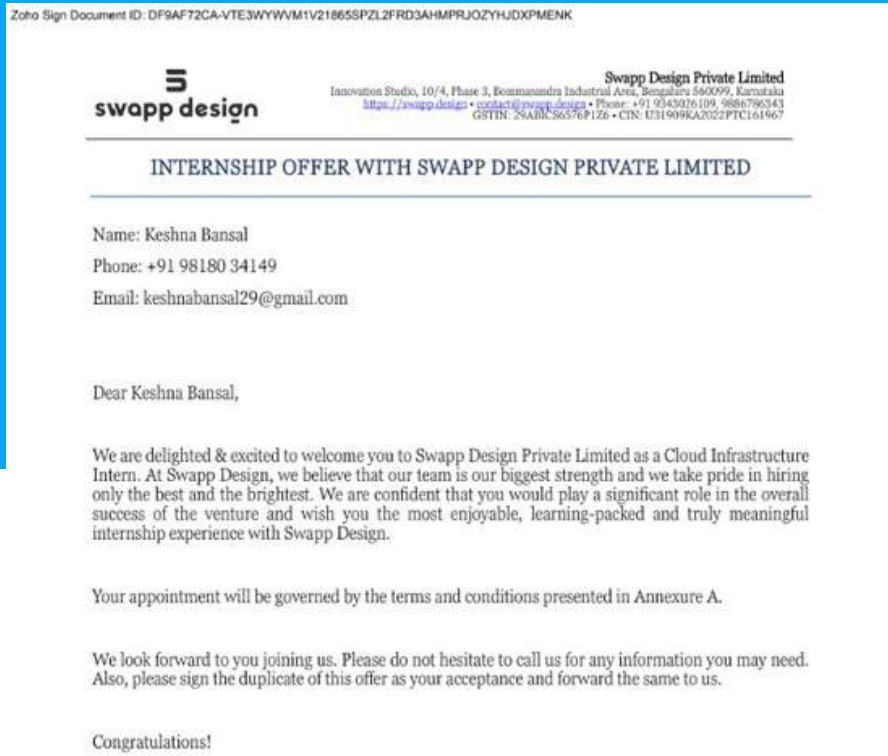 Zoho Sign Document ID: DF9AF72CA-VTE3WYWVM1V21865SPZL2FRD3AHMPRJOZYHJDXPMENK
swapp design
Swapp Design Private Limited
Innovation Studio, 10/4, Phase 3, Bommasandra Industrial Area, Bengaluru 560099, Karnataka
https://swapp.design • contact@swapp.design • Phone: +91 9343026109, 9886786343
GSTIN: 29ABICS6576P1Z6 • CIN: U31909KA2022PTC161967
INTERNSHIP OFFER WITH SWAPP DESIGN PRIVATE LIMITED
Name: Keshna Bansal
Phone: +91 98180 34149
Email: keshnabansal29@gmail.com
Dear Keshna Bansal,
We are delighted & excited to welcome you to Swapp Design Private Limited as a Cloud Infrastructure
Intern. At Swapp Design, we believe that our team is our biggest strength and we take pride in hiring
only the best and the brightest. We are confident that you would play a significant role in the overall
success of the venture and wish you the most enjoyable, learning-packed and truly meaningful
internship experience with Swapp Design.
Your appointment will be governed by the terms and conditions presented in Annexure A.
We look forward to you joining us. Please do not hesitate to call us for any information you may need.
Also, please sign the duplicate of this offer as your acceptance and forward the same to us.
Congratulations!